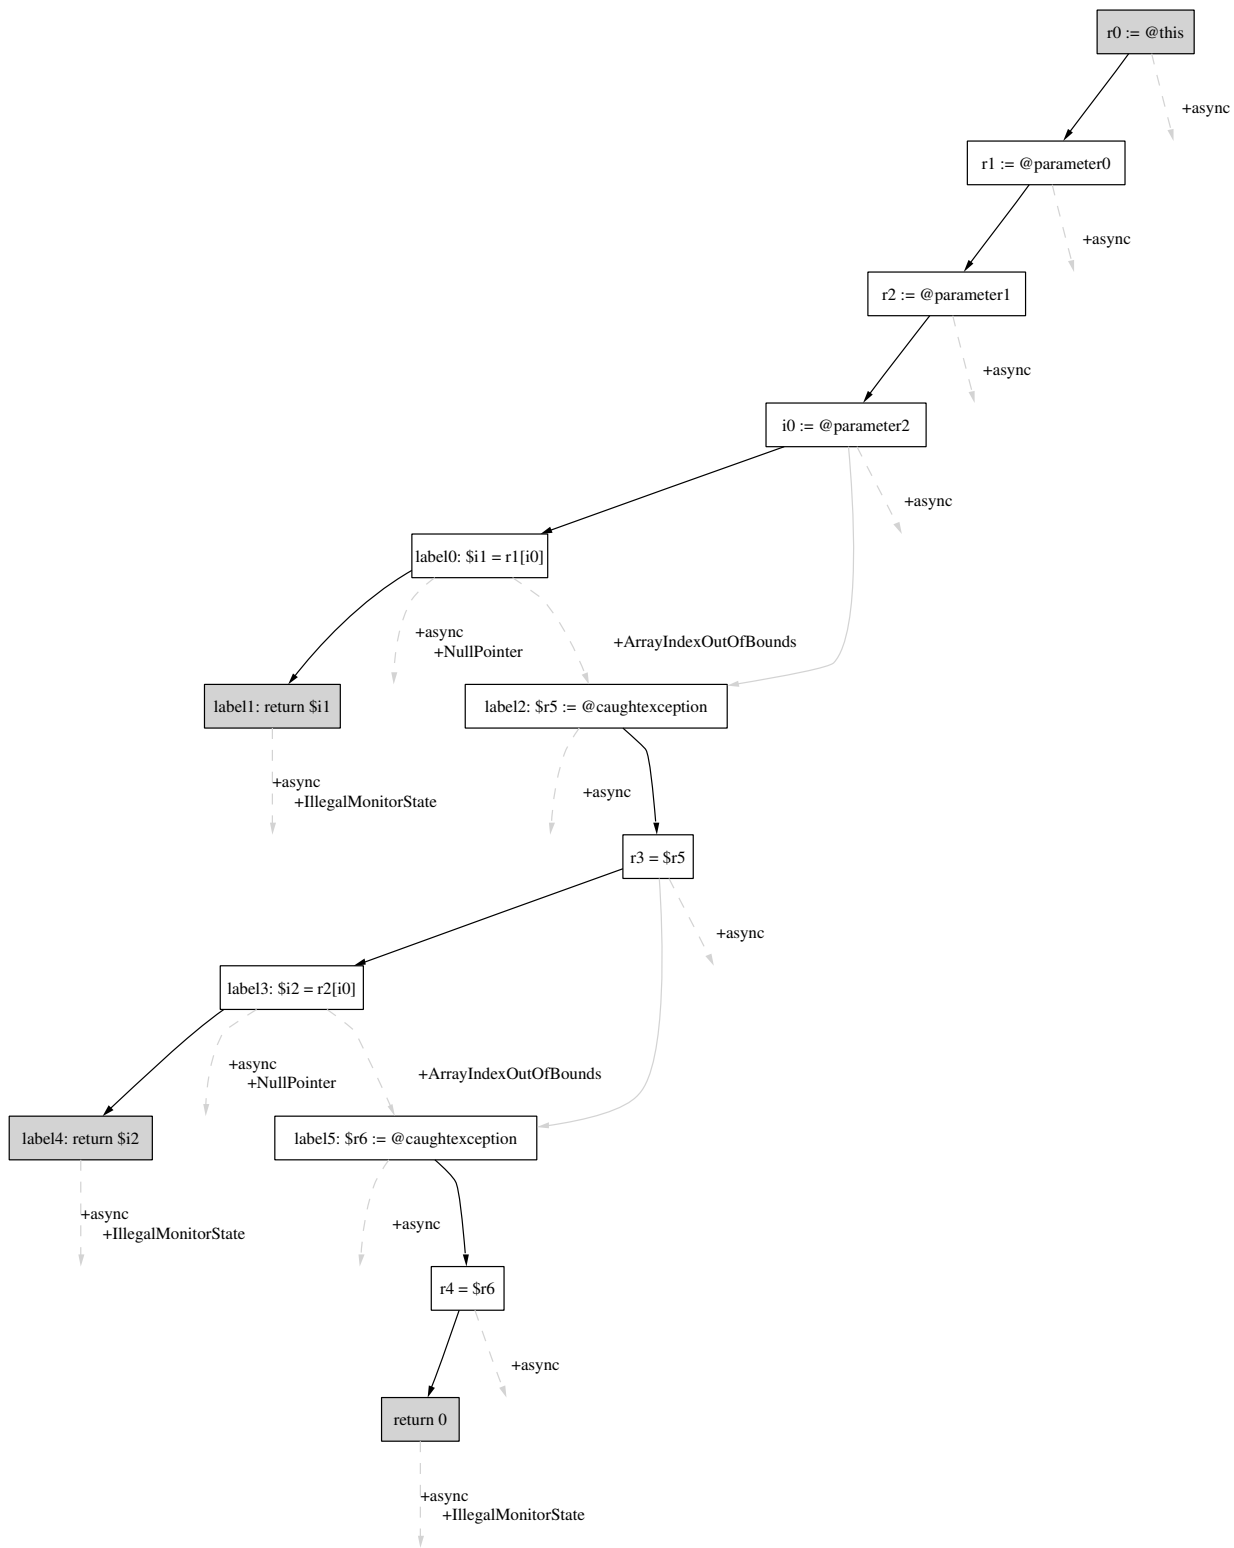 r0 := @this
+async
r1 := @parameter0
+async
r2 := @parameter1
+async
i0 := @parameter2
+async
label0: $i1 = r1[i0]
+async
+NullPointer
+ArrayIndexOutOfBounds
label1: return $i1
label2: $r5 := @caughtexception
+async
+IllegalMonitorState
+async
r3 = $r5
+async
label3: $i2 = r2[i0]
+async
+NullPointer
+ArrayIndexOutOfBounds
label4: return $i2
label5: $r6 := @caughtexception
+async
+IllegalMonitorState
+async
r4 = $r6
+async
return 0
+async
+IllegalMonitorState